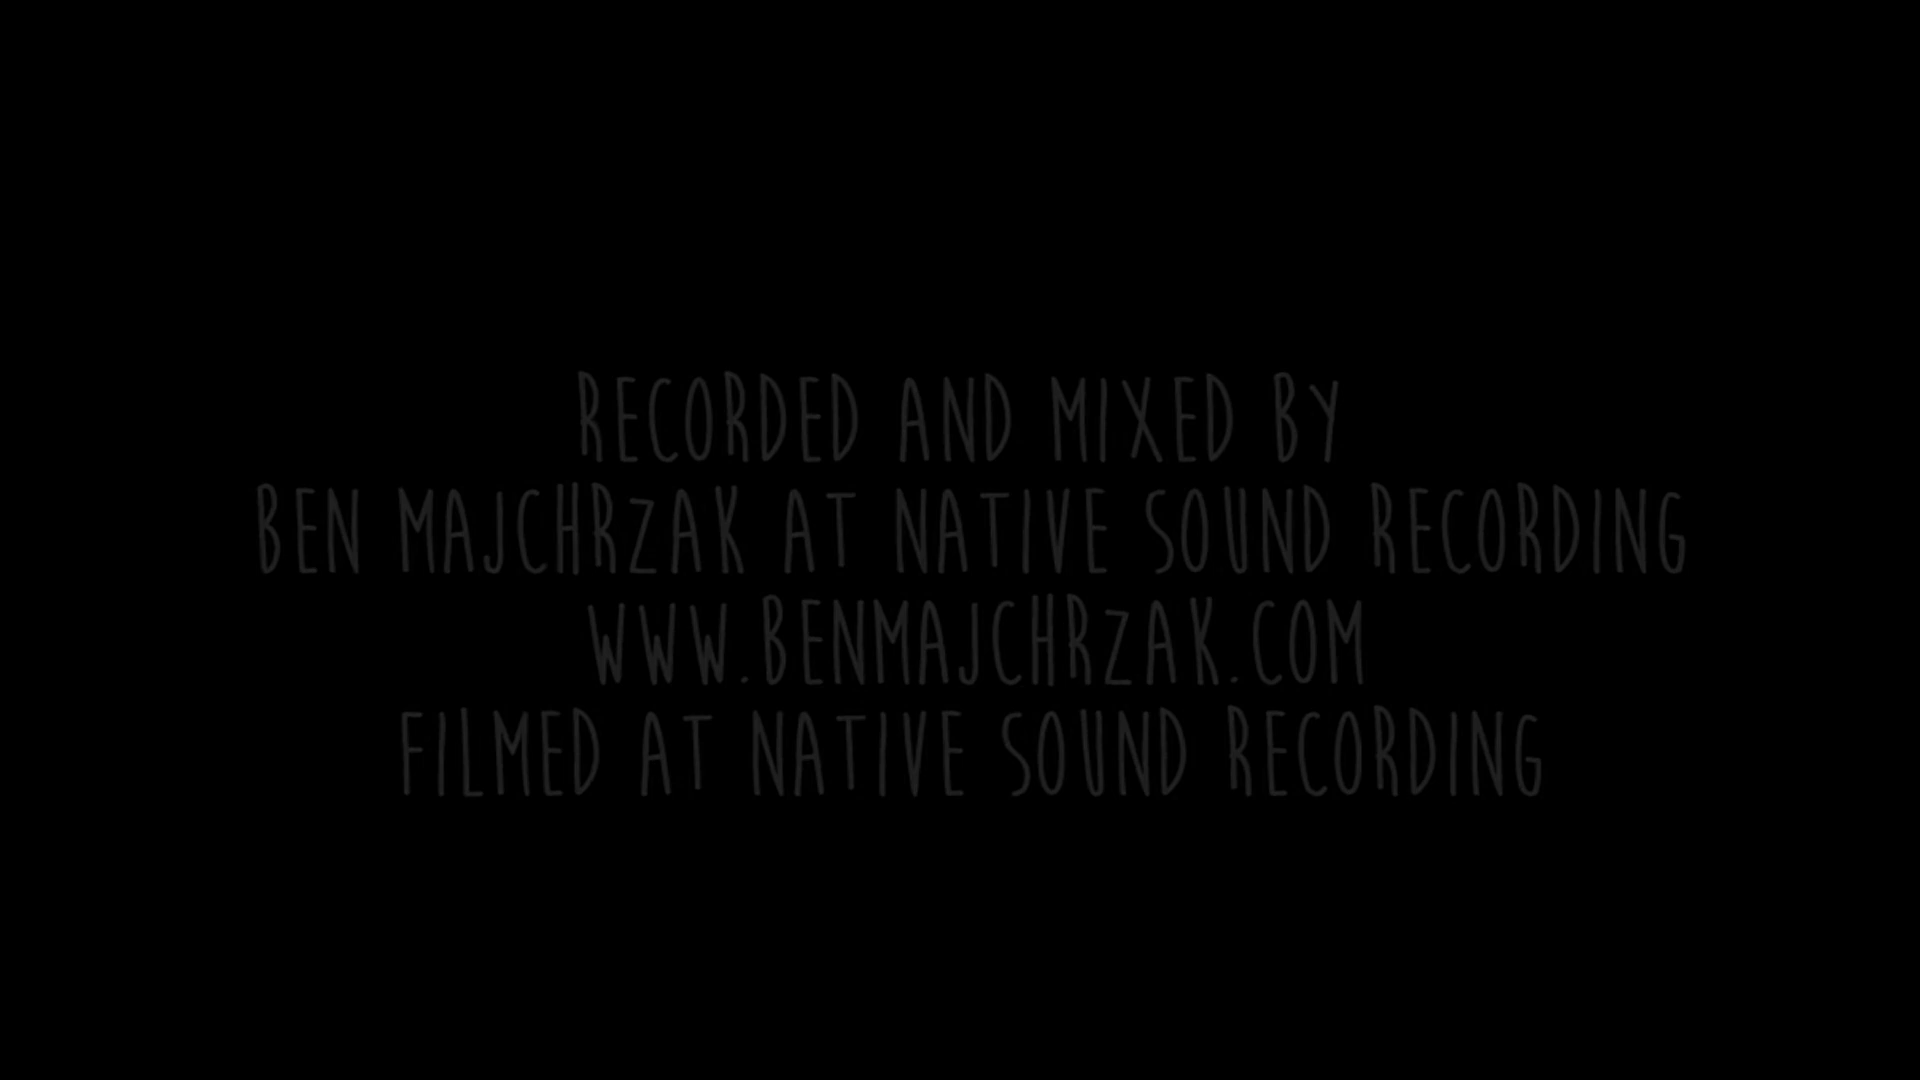 RECORDED AND MIXED BY
BEN MAJCHRZAK AT NATIVE SOUND RECORDING
WWW.BENMAJCHRZAK.COM
FILMED AT NATIVE SOUND RECORDING